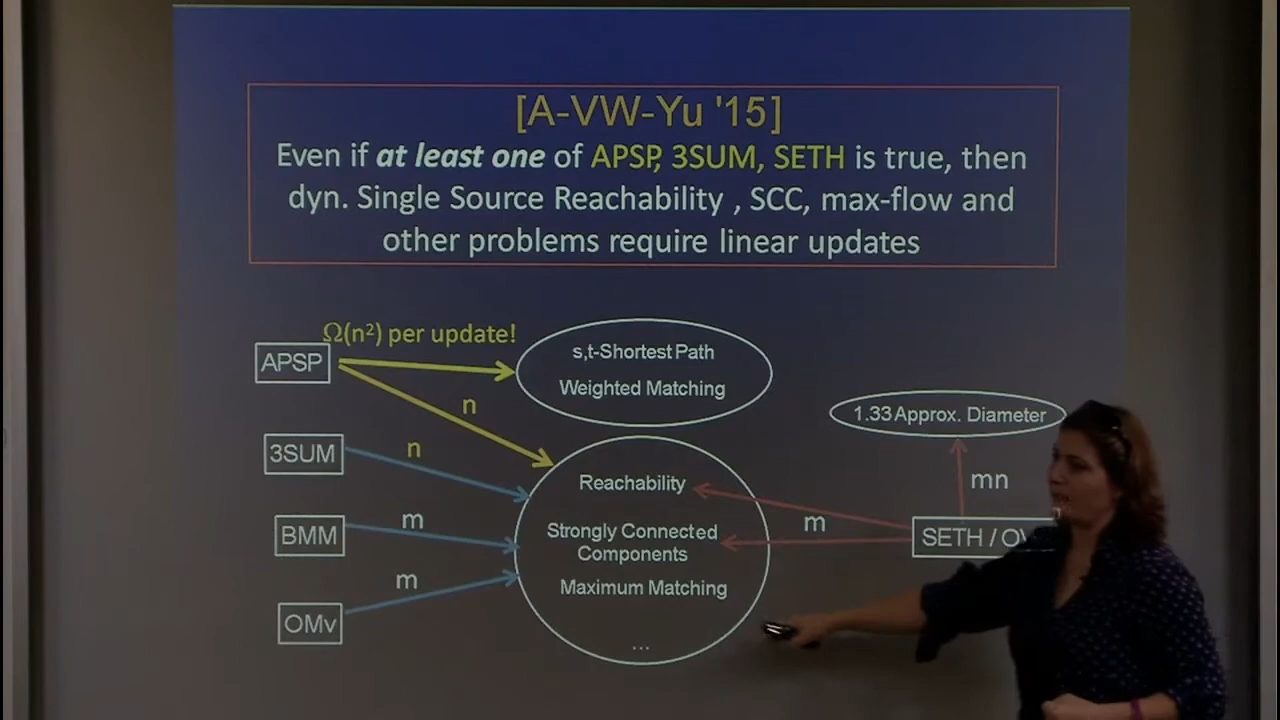 [A-VW-Yu '15]
Even if at least one of APSP, 3SUM, SETH is true, then
dyn. Single Source Reachability , SCC, max-flow and
other problems require linear updates
Ω(n²) per update!
APSP
s,t-Shortest Path
Weighted Matching
n
1.33 Approx. Diameter
3SUM
n
Reachability
mn
BMM
m
Strongly Connected
Components
m
SETH / OV
Maximum Matching
m
OMv
...